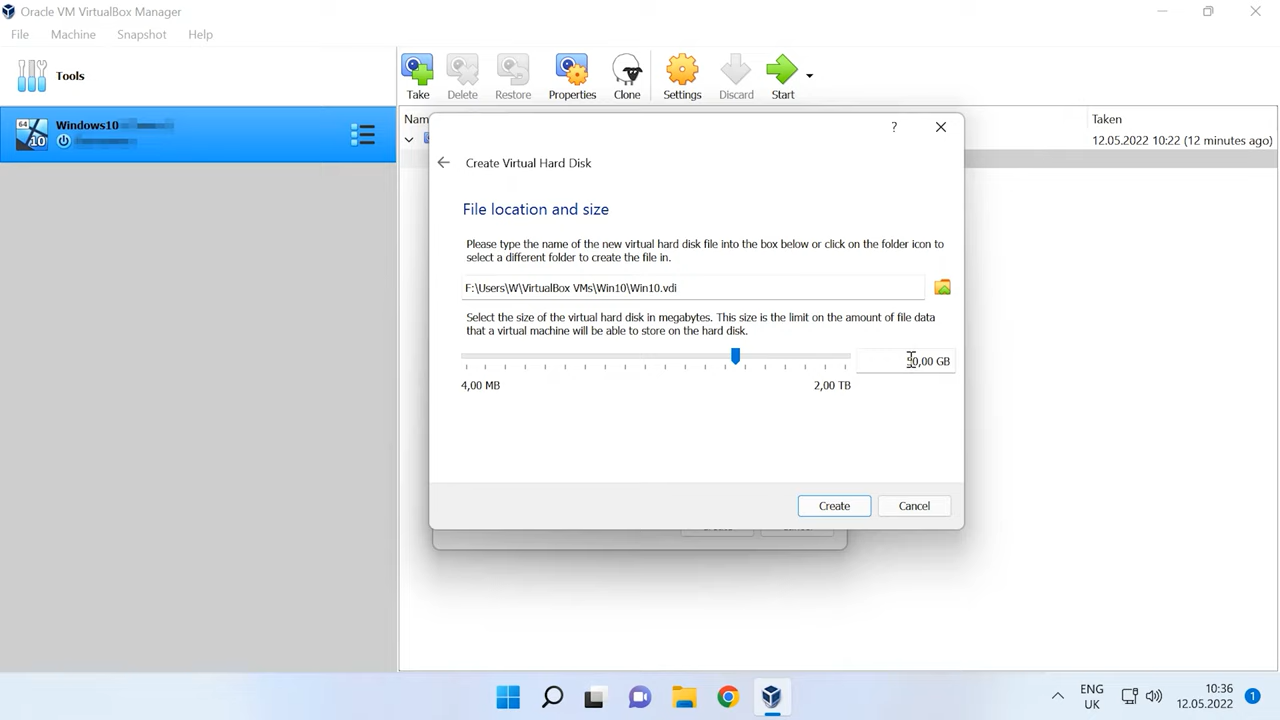 Oracle VM VirtualBox Manager
File Machine Snapshot Help
Tools
Take Delete Restore Properties Clone Settings Discard Start
64
10
Windows10
Taken
12.05.2022 10:22 (12 minutes ago)
?
Create Virtual Hard Disk
File location and size
Please type the name of the new virtual hard disk file into the box below or click on the folder icon to
select a different folder to create the file in.
F:\Users\W\VirtualBox VMs\Win10\Win10.vdi
Select the size of the virtual hard disk in megabytes. This size is the limit on the amount of file data
that a virtual machine will be able to store on the hard disk.
4,00 MB 2,00 TB
GB
Create Cancel
ENG
UK
10:36
12.05.2022
1